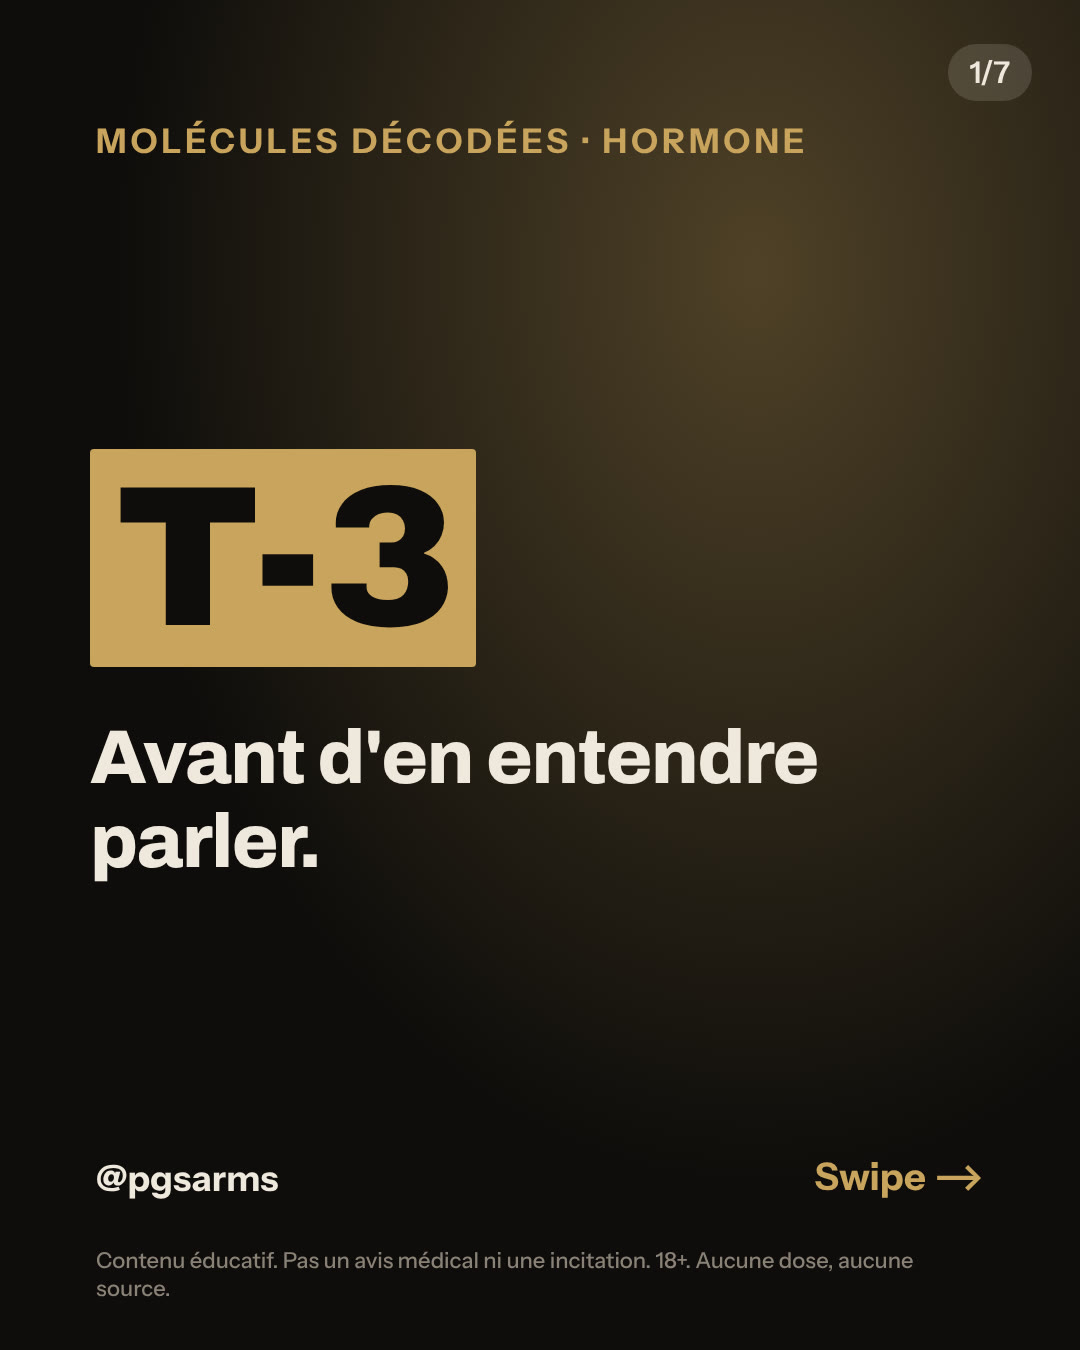 1/7
MOLÉCULES DÉCODÉES · HORMONE
T-3
Avant d'en entendre
parler.
@pgsarms
Swipe →
Contenu éducatif. Pas un avis médical ni une incitation. 18+. Aucune dose, aucune
source.